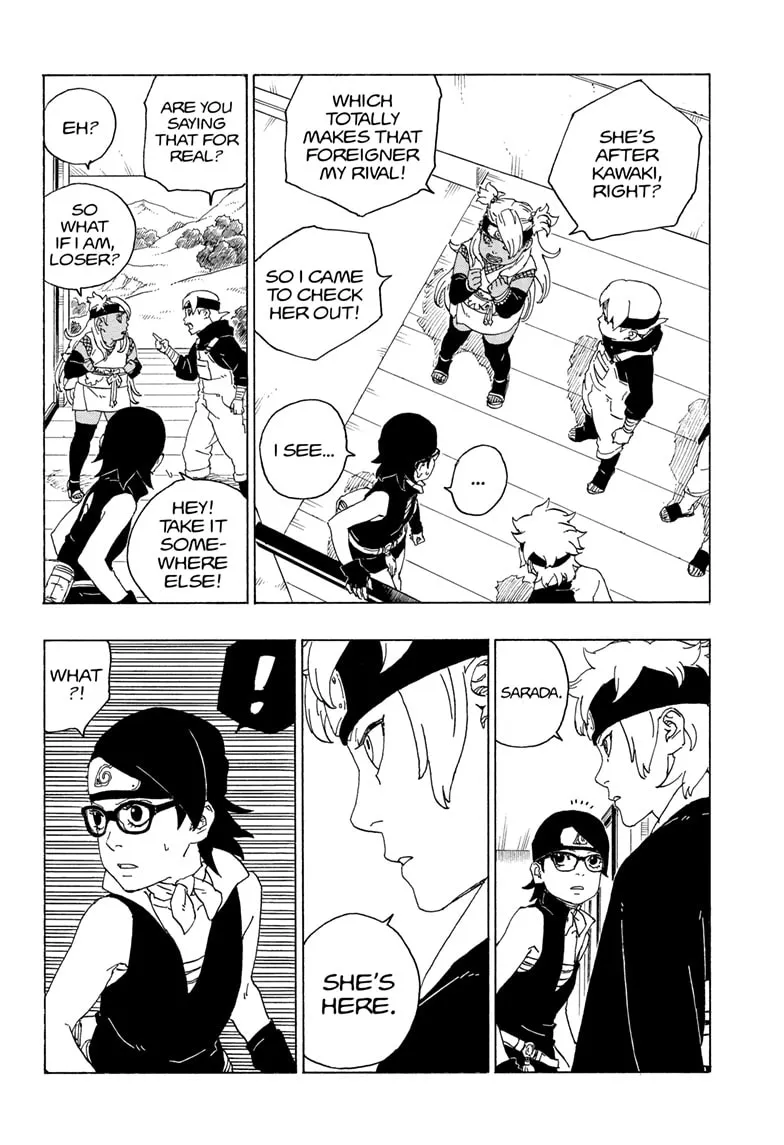 SHE'S
AFTER
KAWAKI,
RIGHT?
WHICH
TOTALLY
MAKES THAT
FOREIGNER
MY RIVAL!
SO I CAME
TO CHECK
HER OUT!
I SEE...
...
ARE YOU
SAYING
THAT FOR
REAL?
EH?
SO
WHAT
IF I AM,
LOSER?
HEY!
TAKE IT
SOME-
WHERE
ELSE!
SARADA.
SHE'S
HERE.
!
WHAT
?!